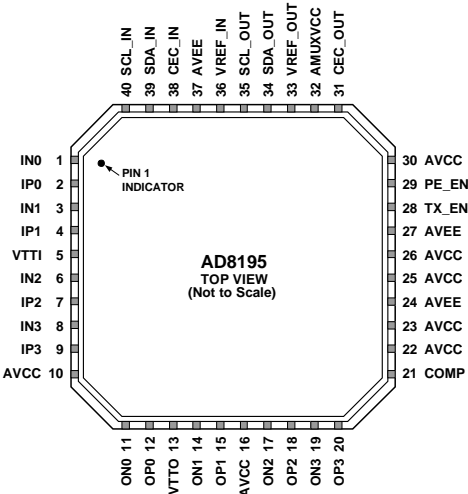 40 SCL_IN
39 SDA_IN
38 CEC_IN
37 AVEE
36 VREF_IN
35 SCL_OUT
34 SDA_OUT
33 VREF_OUT
32 AMUXVCC
31 CEC_OUT
IN0 1
IP0 2
IN1 3
IP1 4
VTTI 5
IN2 6
IP2 7
IN3 8
IP3 9
AVCC 10
PIN 1
INDICATOR
AD8195
TOP VIEW
(Not to Scale)
30 AVCC
29 PE_EN
28 TX_EN
27 AVEE
26 AVCC
25 AVCC
24 AVEE
23 AVCC
22 AVCC
21 COMP
ON0 11
OP0 12
VTTO 13
ON1 14
OP1 15
AVCC 16
ON2 17
OP2 18
ON3 19
OP3 20